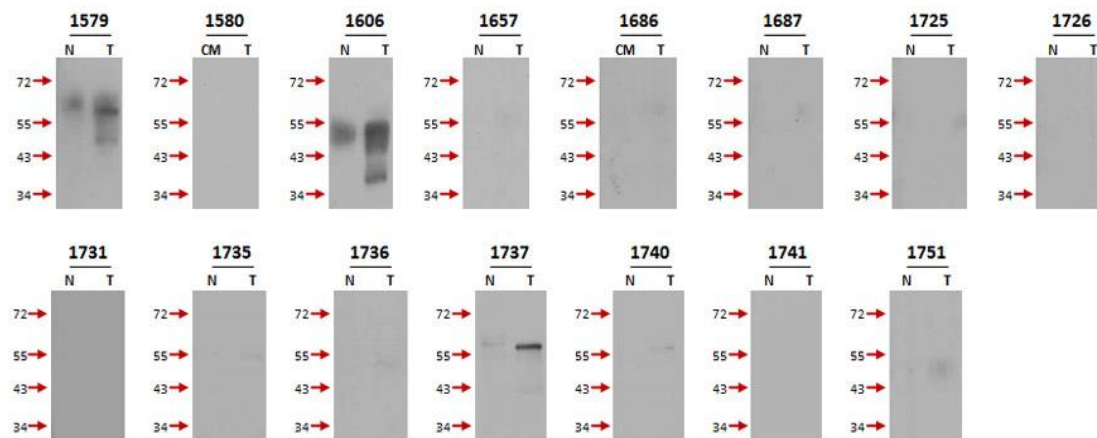 1579 1580 1606 1657 1686 1687 1725 1726
N T CM T N T N T CM T N T N T N T
72 72 72 72 72 72 72 72
55 55 55 55 55 55 55 55
43 43 43 43 43 43 43 43
34 34 34 34 34 34 34 34
1731 1735 1736 1737 1740 1741 1751
N T N T N T N T N T N T N T
72 72 72 72 72 72 72
55 55 55 55 55 55 55
43 43 43 43 43 43 43
34 34 34 34 34 34 34